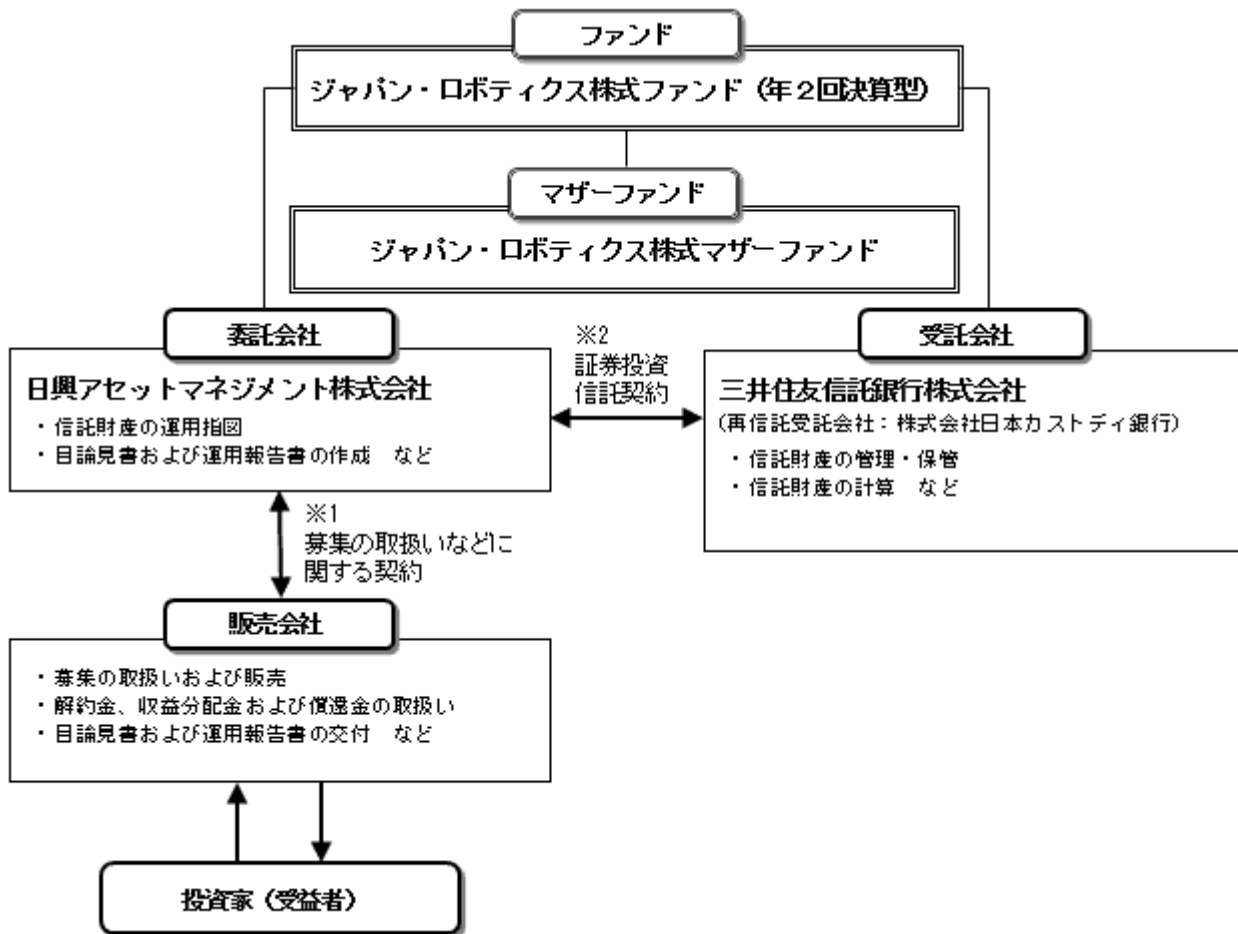 ファンド
ジャパン・ロボティクス株式ファンド（年２回決算型）
マザーファンド
ジャパン・ロボティクス株式マザーファンド
委託会社
日興アセットマネジメント株式会社
・信託財産の運用指図
・目論見書および運用報告書の作成　など
※2
証券投資
信託契約
受託会社
三井住友信託銀行株式会社
（再信託受託会社：株式会社日本カストディ銀行）
・信託財産の管理・保管
・信託財産の計算　など
※1
募集の取扱いなどに
関する契約
販売会社
・募集の取扱いおよび販売
・解約金、収益分配金および償還金の取扱い
・目論見書および運用報告書の交付　など
投資家（受益者）